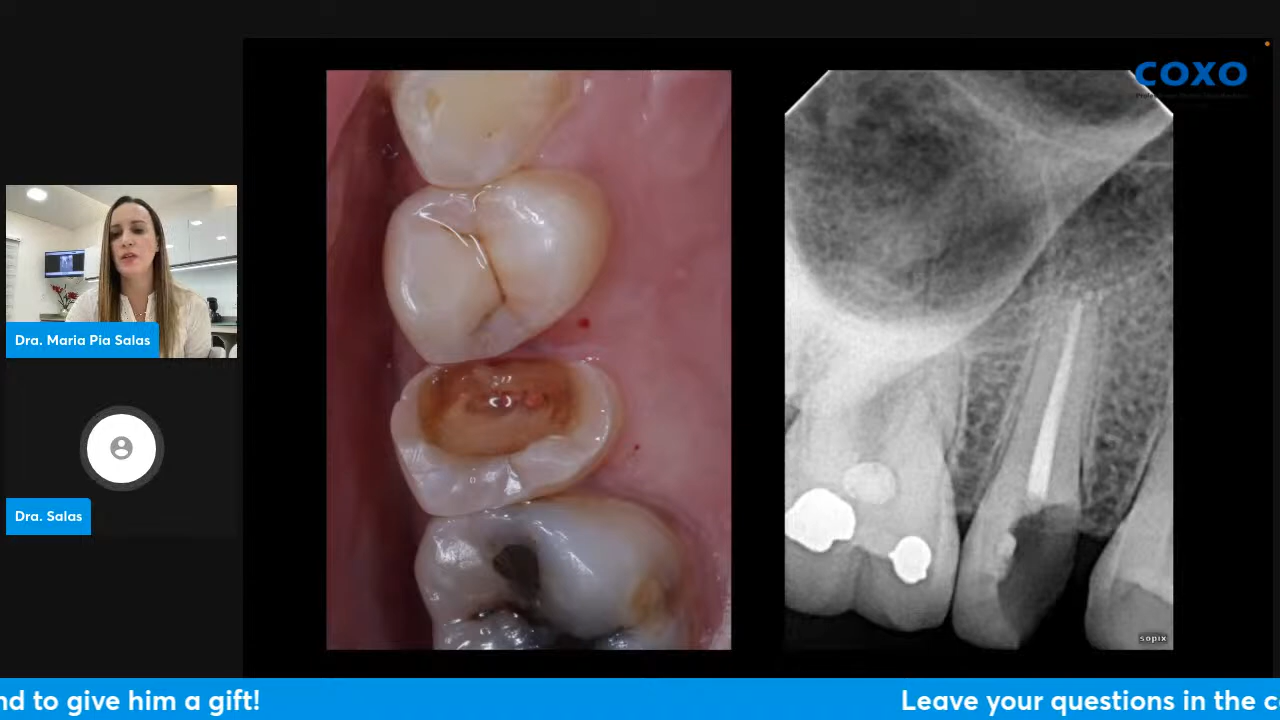 COXO
Dra. Maria Pia Salas
Dra. Salas
sopix
nd to give him a gift!
Leave your questions in the c